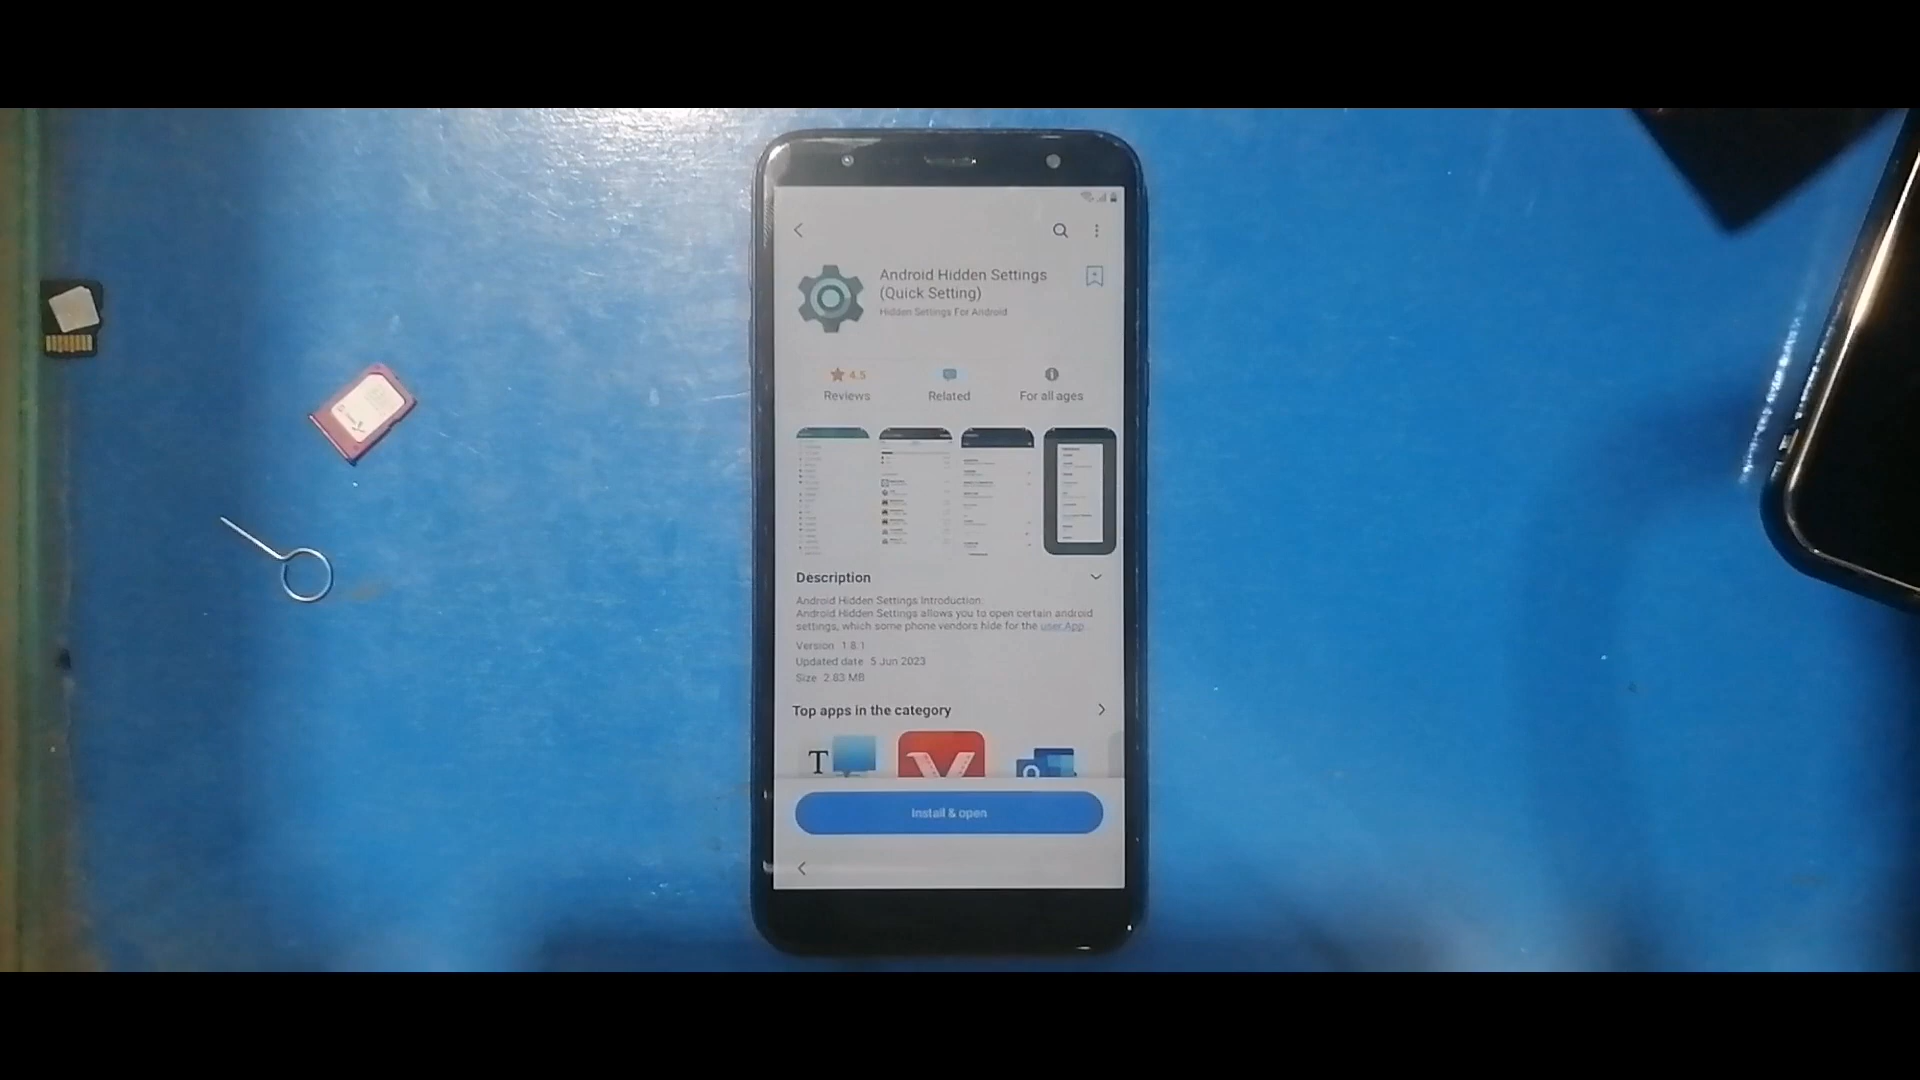 Android Hidden Settings
(Quick Setting)
Hidden Settings For Android
4.5
Reviews
Related
For all ages
Description
Android Hidden Settings Introduction:
Android Hidden Settings allows you to open certain android
settings, which some phone vendors hide for the user.App
Version 1.8.1
Updated date 5 Jun 2023
Size 2.83 MB
Top apps in the category
T
Install & open